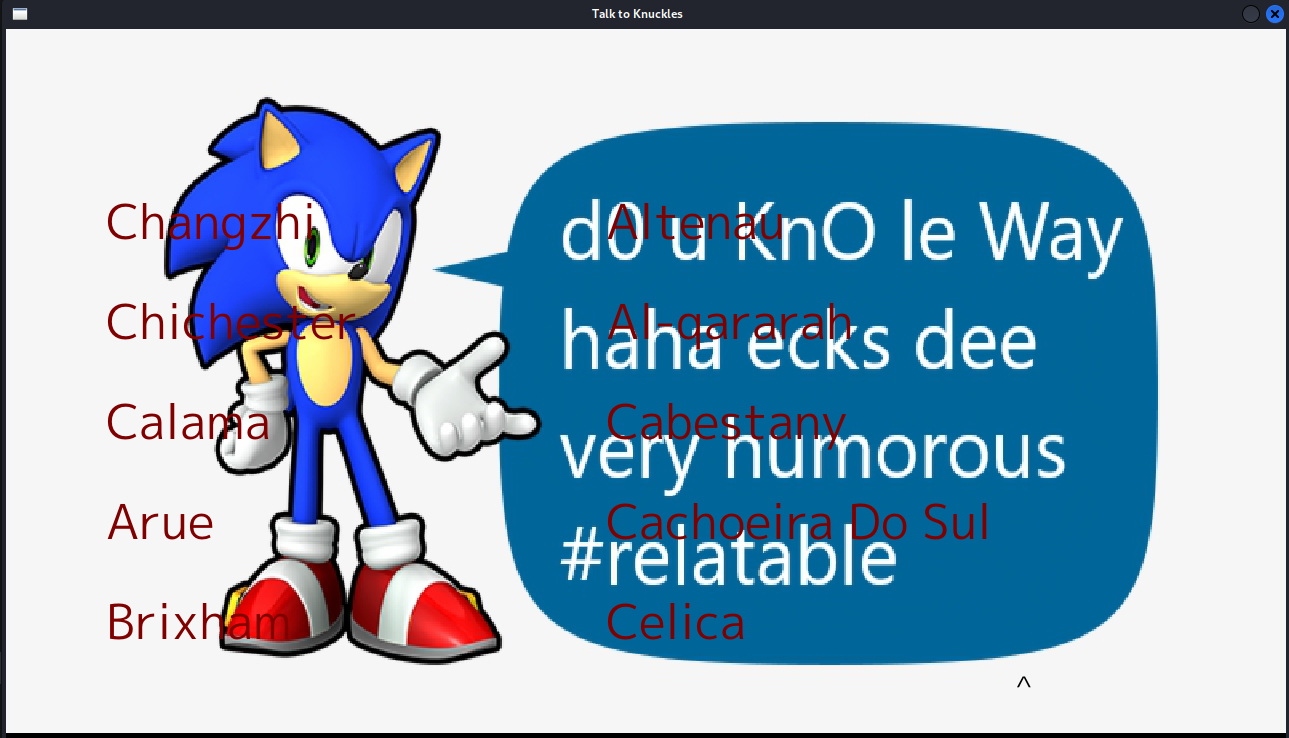 Talk to Knuckles
d0 u KnO le Way
haha ecks dee
very humorous
#relatable
Changzhi
Altenau
Chichester
Al-qararah
Calama
Cabestany
Arue
Cachoeira Do Sul
Brixham
Celica
^